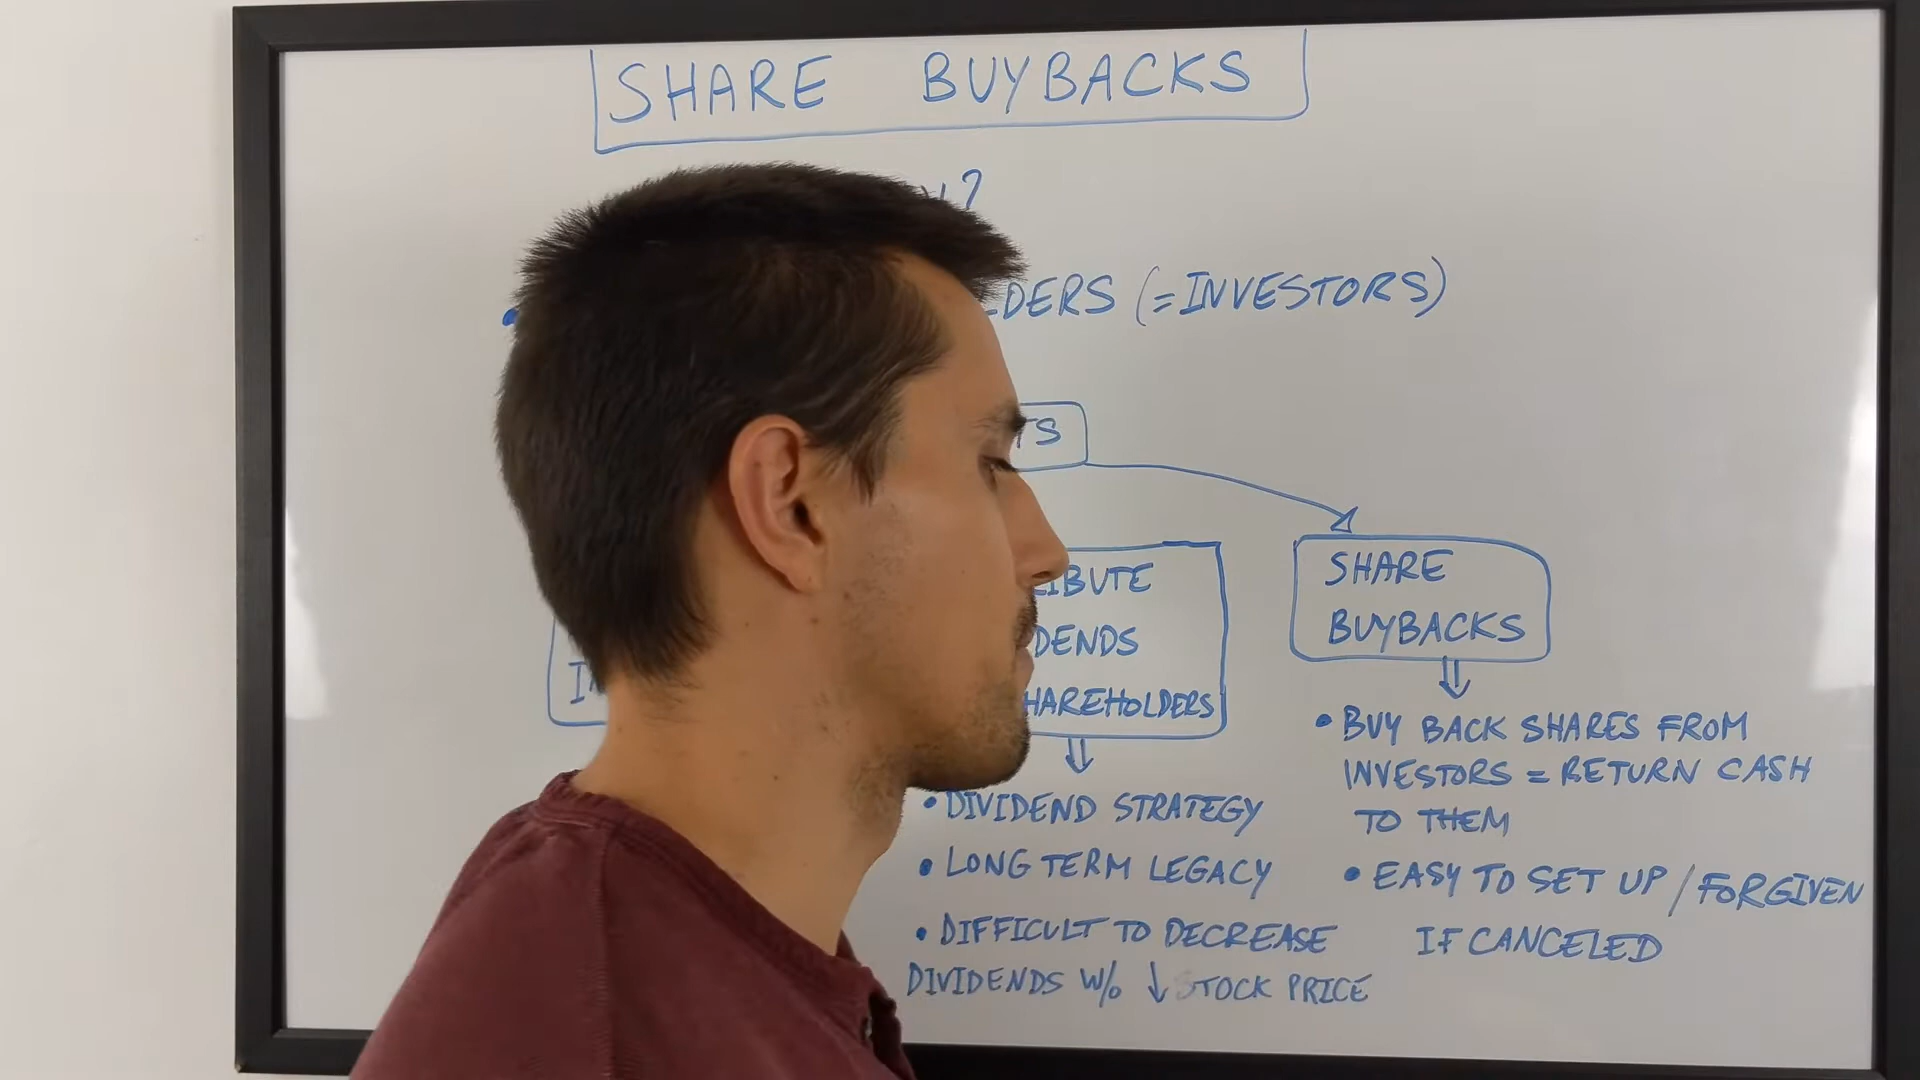 SHARE BUYBACKS
?
DERS (=INVESTORS)
TS
IBUTE
DENDS
HAREHOLDERS
SHARE
BUYBACKS
• DIVIDEND STRATEGY
• LONG TERM LEGACY
• DIFFICULT TO DECREASE
DIVIDENDS W/o ↓ STOCK PRICE
• BUY BACK SHARES FROM
INVESTORS = RETURN CASH
TO THEM
• EASY TO SET UP / FORGIVEN
IF CANCELED